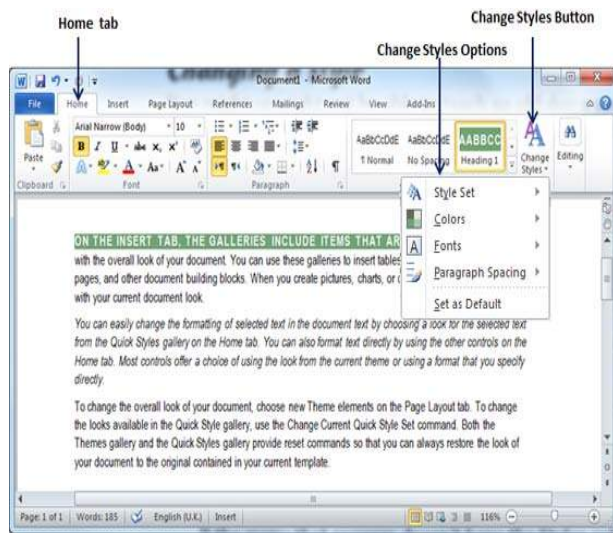 Home tab
Change Styles Button
Change Styles Options
Document1 - Microsoft Word
File Home Insert Page Layout References Mailings Review View Add-Ins
Arial Narrow (Body) 10
AaBbCcDdE AaBbCcDdE AABBCC
Paste
B I U abc x, x²
¶ Normal No Spacing Heading 1
Change Styles
Editing
Clipboard Font Paragraph
Style Set
Colors
Fonts
Paragraph Spacing
Set as Default
ON THE INSERT TAB, THE GALLERIES INCLUDE ITEMS THAT AR
with the overall look of your document. You can use these galleries to insert tables
pages, and other document building blocks. When you create pictures, charts, or
with your current document look.
You can easily change the formatting of selected text in the document text by choosing a look for the selected text
from the Quick Styles gallery on the Home tab. You can also format text directly by using the other controls on the
Home tab. Most controls offer a choice of using the look from the current theme or using a format that you specify
directly.
To change the overall look of your document, choose new Theme elements on the Page Layout tab. To change
the looks available in the Quick Style gallery, use the Change Current Quick Style Set command. Both the
Themes gallery and the Quick Styles gallery provide reset commands so that you can always restore the look of
your document to the original contained in your current template.
Page: 1 of 1 Words: 185 English (U.K.) Insert 116%